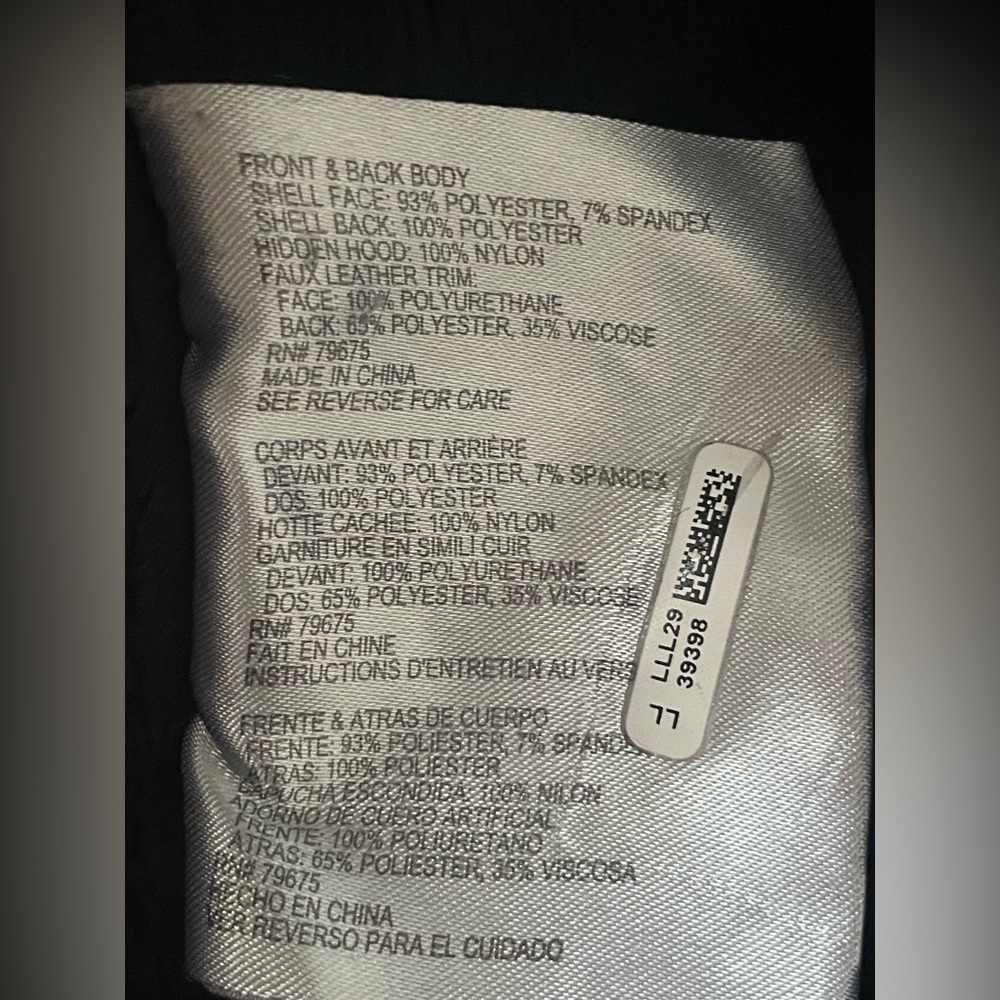 FRONT & BACK BODY
SHELL FACE: 93% POLYESTER, 7% SPANDEX
SHELL BACK: 100% POLYESTER
HIDDEN HOOD: 100% NYLON
FAUX LEATHER TRIM:
FACE: 100% POLYURETHANE
BACK: 65% POLYESTER, 35% VISCOSE
RN# 79675
MADE IN CHINA
SEE REVERSE FOR CARE
CORPS AVANT ET ARRIÈRE
DEVANT: 93% POLYESTER, 7% SPANDEX
DOS: 100% POLYESTER
HOTTE CACHÉE: 100% NYLON
GARNITURE EN SIMILI CUIR
DEVANT: 100% POLYURETHANE
DOS: 65% POLYESTER, 35% VISCOSE
RN# 79675
FAIT EN CHINE
INSTRUCTIONS D'ENTRETIEN AU VERS
FRENTE & ATRAS DE CUERPO
FRENTE: 93% POLIESTER, 7% SPAND
ATRAS: 100% POLIESTER
CAPUCHA ESCONDIDA: 100% NILON
ADORNO DE CUERO ARTIFICIAL
FRENTE: 100% POLIURETANO
ATRAS: 65% POLIESTER, 35% VISCOSA
RN# 79675
HECHO EN CHINA
VER REVERSO PARA EL CUIDADO
LLL29
39398
77